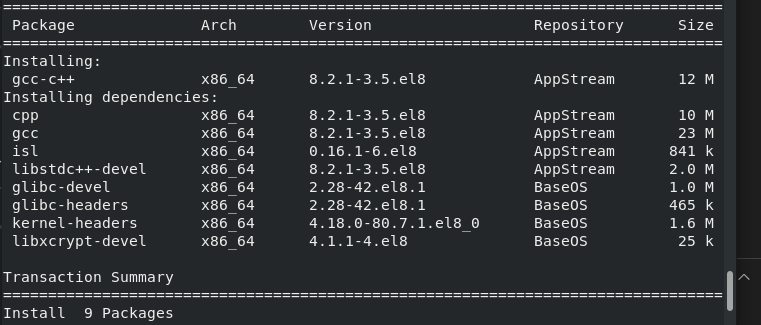 ================================================================================
 Package              Arch        Version                  Repository      Size
================================================================================
Installing:
 gcc-c++              x86_64      8.2.1-3.5.el8            AppStream       12 M
Installing dependencies:
 cpp                  x86_64      8.2.1-3.5.el8            AppStream       10 M
 gcc                  x86_64      8.2.1-3.5.el8            AppStream       23 M
 isl                  x86_64      0.16.1-6.el8             AppStream      841 k
 libstdc++-devel      x86_64      8.2.1-3.5.el8            AppStream      2.0 M
 glibc-devel          x86_64      2.28-42.el8.1            BaseOS         1.0 M
 glibc-headers        x86_64      2.28-42.el8.1            BaseOS         465 k
 kernel-headers       x86_64      4.18.0-80.7.1.el8_0      BaseOS         1.6 M
 libxcrypt-devel      x86_64      4.1.1-4.el8              BaseOS          25 k

Transaction Summary
================================================================================
Install  9 Packages